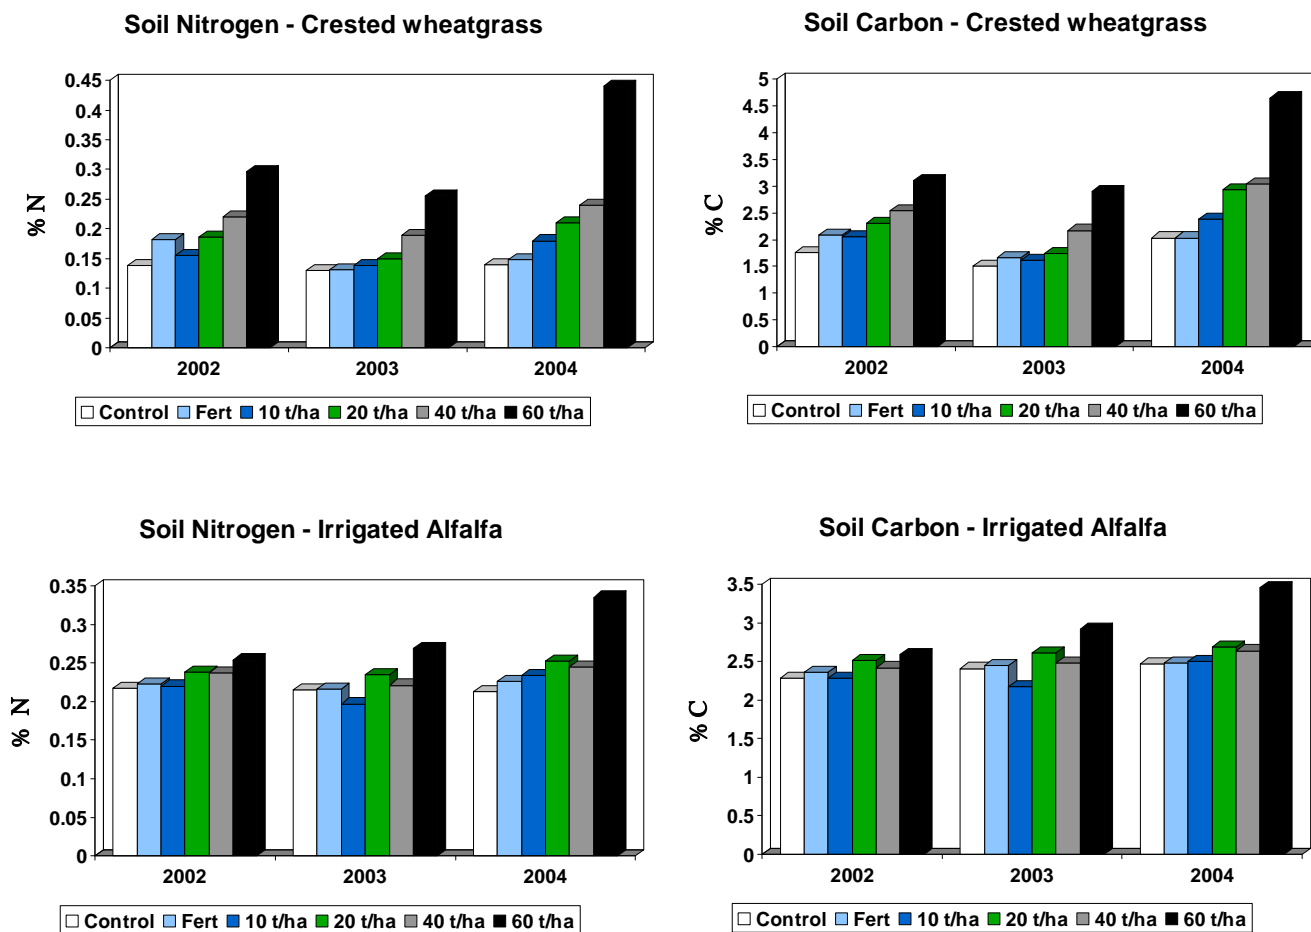 Soil Nitrogen - Crested wheatgrass
0.45
0.4
0.35
0.3
0.25
0.2
0.15
0.1
0.05
0
% N
2002 2003 2004
Control Fert 10 t/ha 20 t/ha 40 t/ha 60 t/ha
Soil Carbon - Crested wheatgrass
5
4.5
4
3.5
3
2.5
2
1.5
1
0.5
0
% C
2002 2003 2004
Control Fert 10 t/ha 20 t/ha 40 t/ha 60 t/ha
Soil Nitrogen - Irrigated Alfalfa
0.35
0.3
0.25
0.2
0.15
0.1
0.05
0
% N
2002 2003 2004
Control Fert 10 t/ha 20 t/ha 40 t/ha 60 t/ha
Soil Carbon - Irrigated Alfalfa
3.5
3
2.5
2
1.5
1
0.5
0
% C
2002 2003 2004
Control Fert 10 t/ha 20 t/ha 40 t/ha 60 t/ha